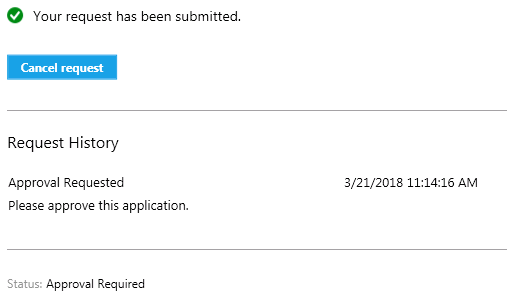 Your request has been submitted.
Cancel request
Request History
Approval Requested 3/21/2018 11:14:16 AM
Please approve this application.
Status: Approval Required